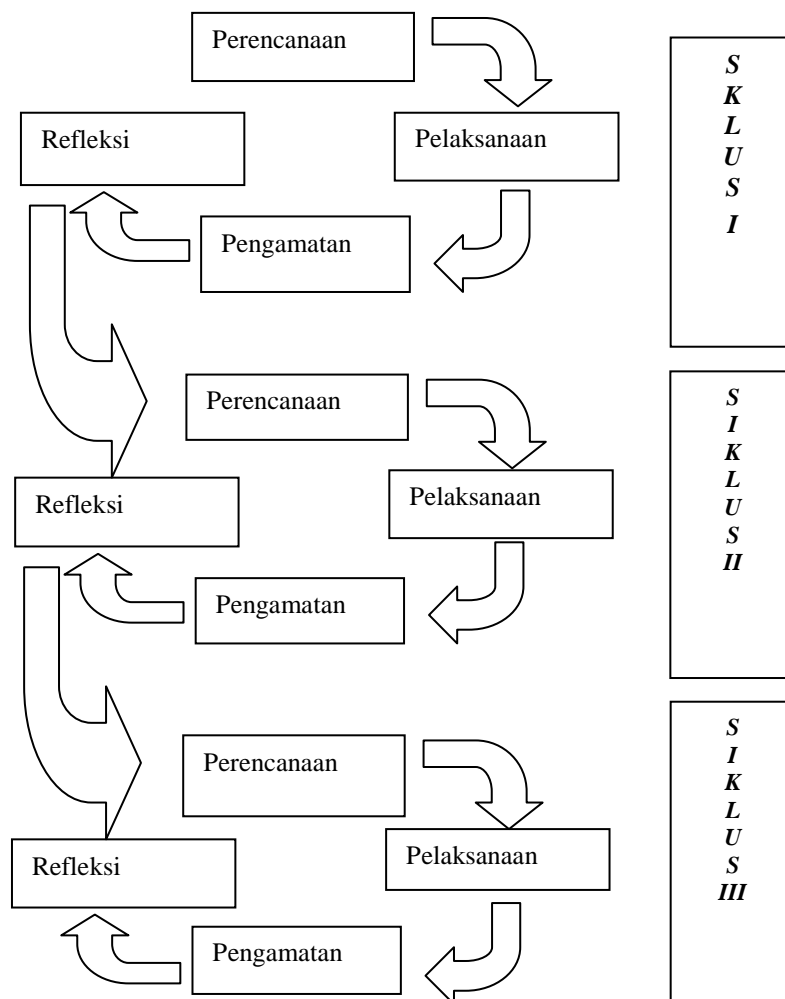 Perencanaan
Pelaksanaan
Pengamatan
Refleksi
S
K
L
U
S
I
Perencanaan
Pelaksanaan
Pengamatan
Refleksi
S
I
K
L
U
S
II
Perencanaan
Pelaksanaan
Pengamatan
Refleksi
S
I
K
L
U
S
III